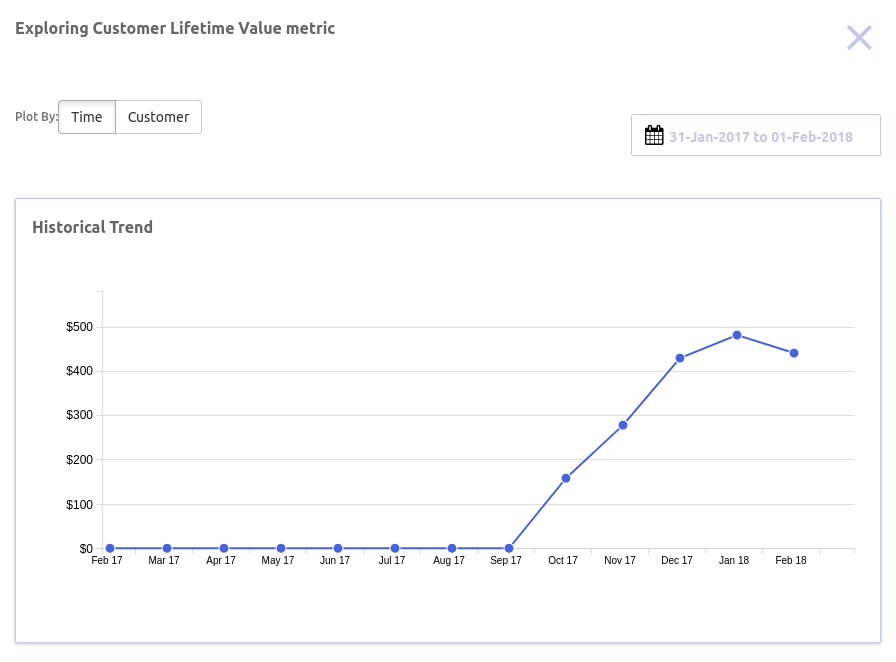 Exploring Customer Lifetime Value metric
Plot By: Time Customer
31-Jan-2017 to 01-Feb-2018
Historical Trend
$500
$400
$300
$200
$100
$0
Feb 17 Mar 17 Apr 17 May 17 Jun 17 Jul 17 Aug 17 Sep 17 Oct 17 Nov 17 Dec 17 Jan 18 Feb 18